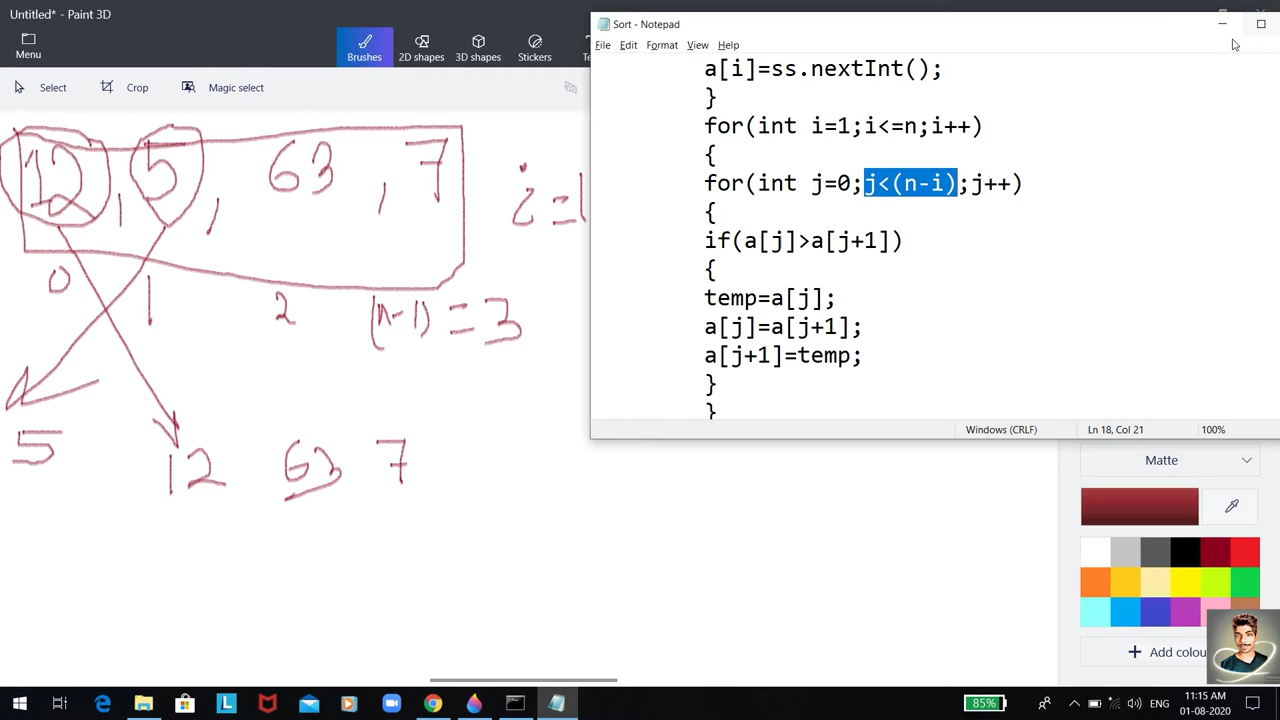 Untitled* - Paint 3D
Menu
Brushes
2D shapes
3D shapes
Stickers
Select
Crop
Magic select
12 , 5 , 63 , 7
i = 1
0 1 2 (n-1) = 3
5 12 63 7
Sort - Notepad
File Edit Format View Help
a[i]=ss.nextInt();
}
for(int i=1;i<=n;i++)
{
for(int j=0;j<(n-i);j++)
{
if(a[j]>a[j+1])
{
temp=a[j];
a[j]=a[j+1];
a[j+1]=temp;
}
}
Windows (CRLF) Ln 18, Col 21 100%
Matte
+ Add colou
85%
ENG
11:15 AM
01-08-2020